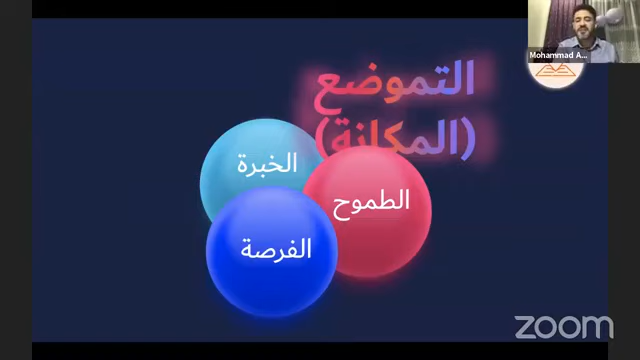 Mohammad A...
التموضع
(المكانة)
الخبرة
الطموح
الفرصة
zoom